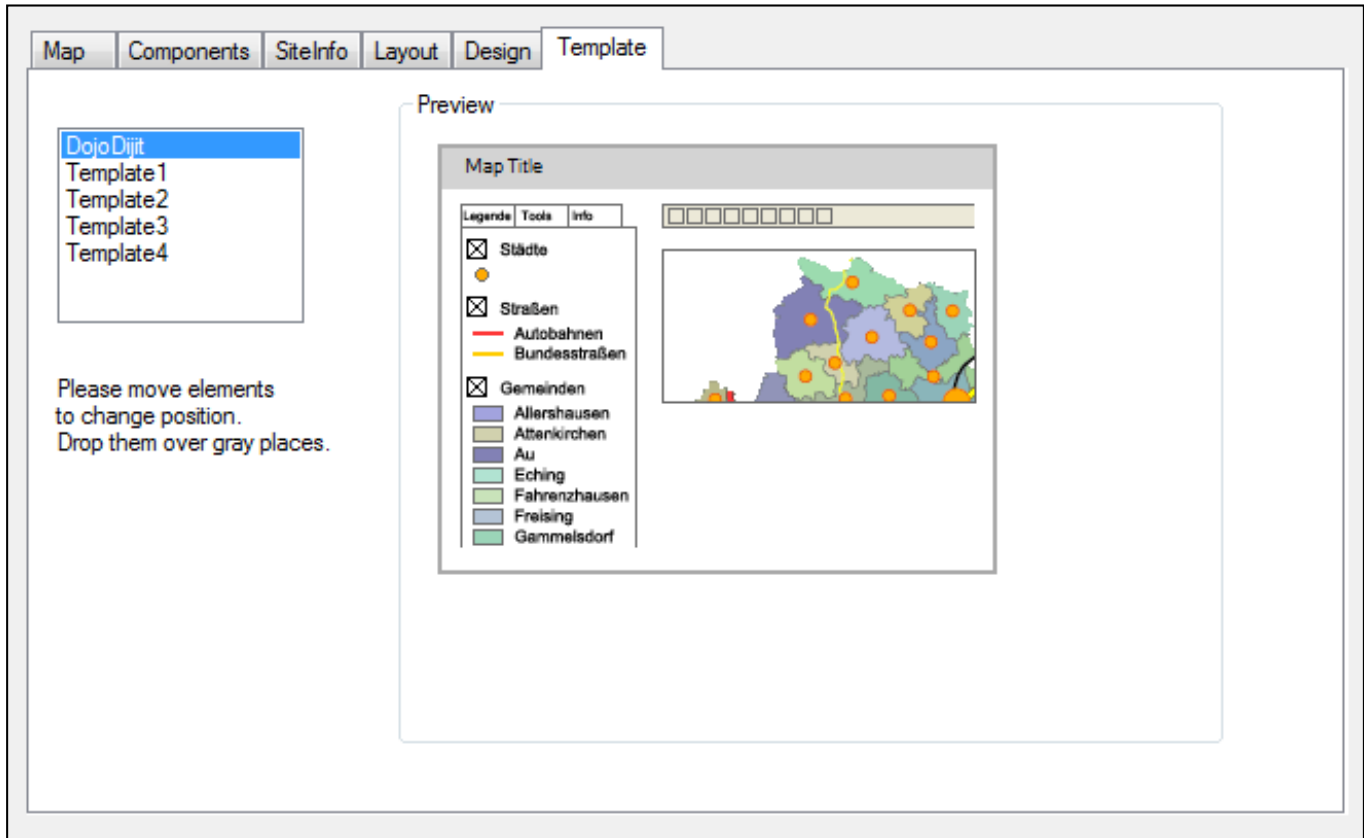 Map Components SiteInfo Layout Design Template
DojoDijit
Template1
Template2
Template3
Template4
Please move elements
to change position.
Drop them over gray places.
Preview
Map Title
Legende Tools Info
Städte
Straßen
Autobahnen
Bundesstraßen
Gemeinden
Allershausen
Attenkirchen
Au
Eching
Fahrenzhausen
Freising
Gammelsdorf